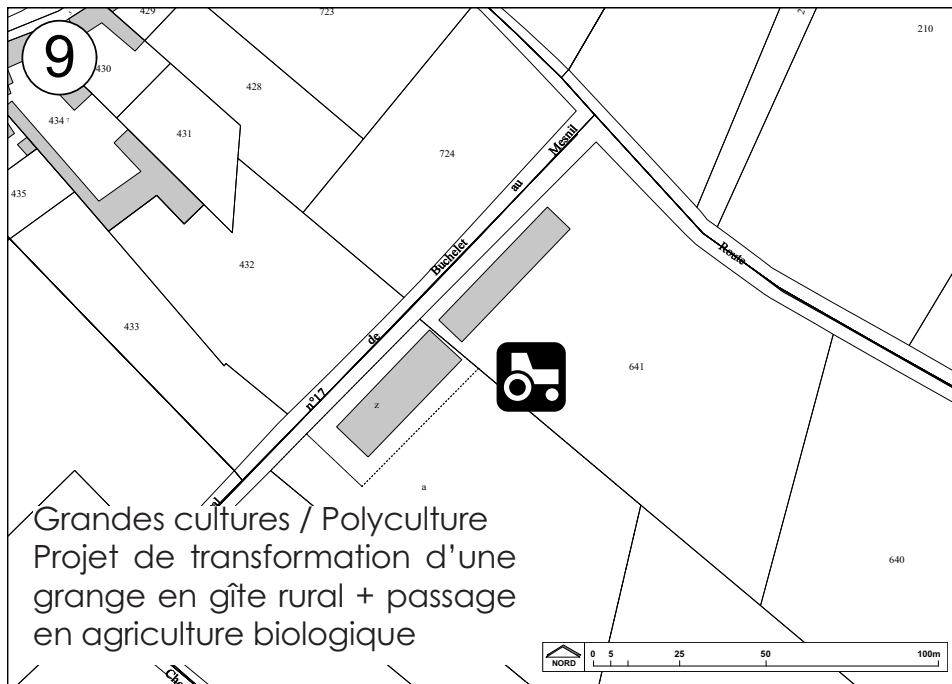 429
723
210
9
430
428
434
431
724
Mesnil
435
au
432
Buchelet
Route
433
de
641
n°17
z
a
Grandes cultures / Polyculture
Projet de transformation d'une
grange en gîte rural + passage
en agriculture biologique
640
NORD
0 5 25 50 100m